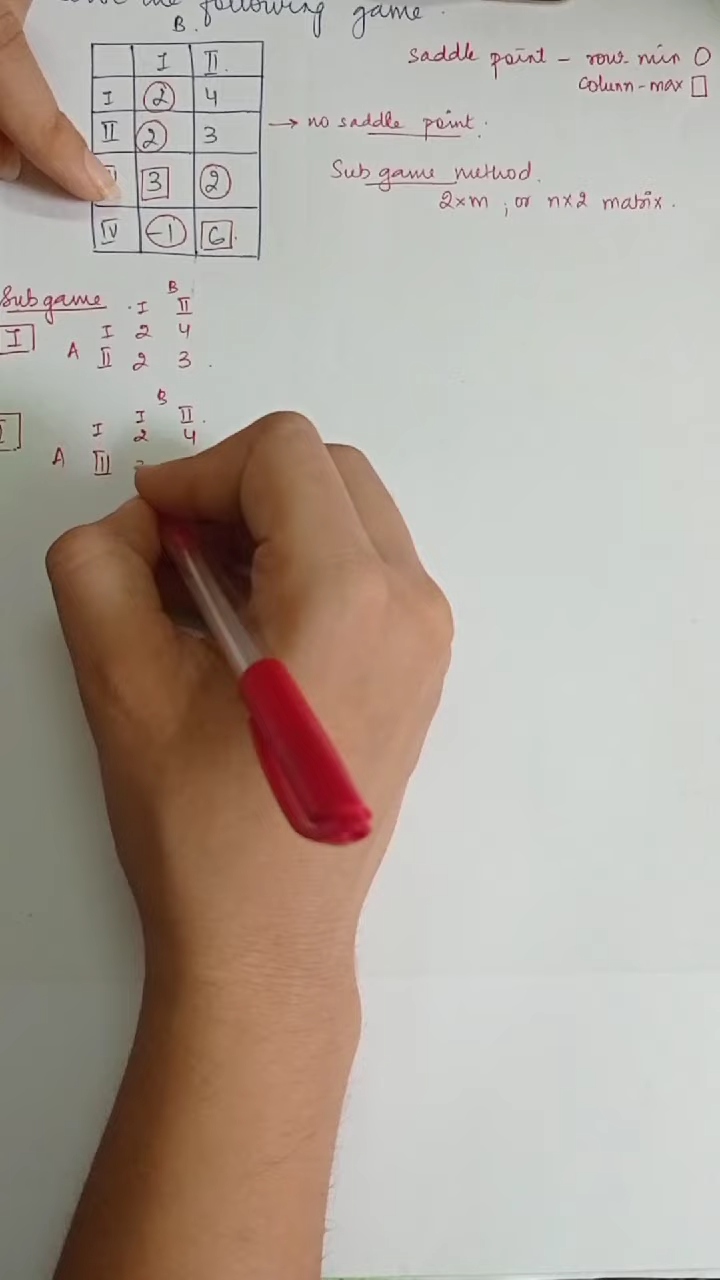 the following game.
B.
I II.
I 2 4
II 2 3
3 2
IV -1 6.
saddle point - row min
column-max
→ no saddle point.
Sub game method.
2×m , or n×2 matrix.
Subgame
B
I II
I
I 2 4
A II 2 3 .
B
I II.
I 2 4
A III